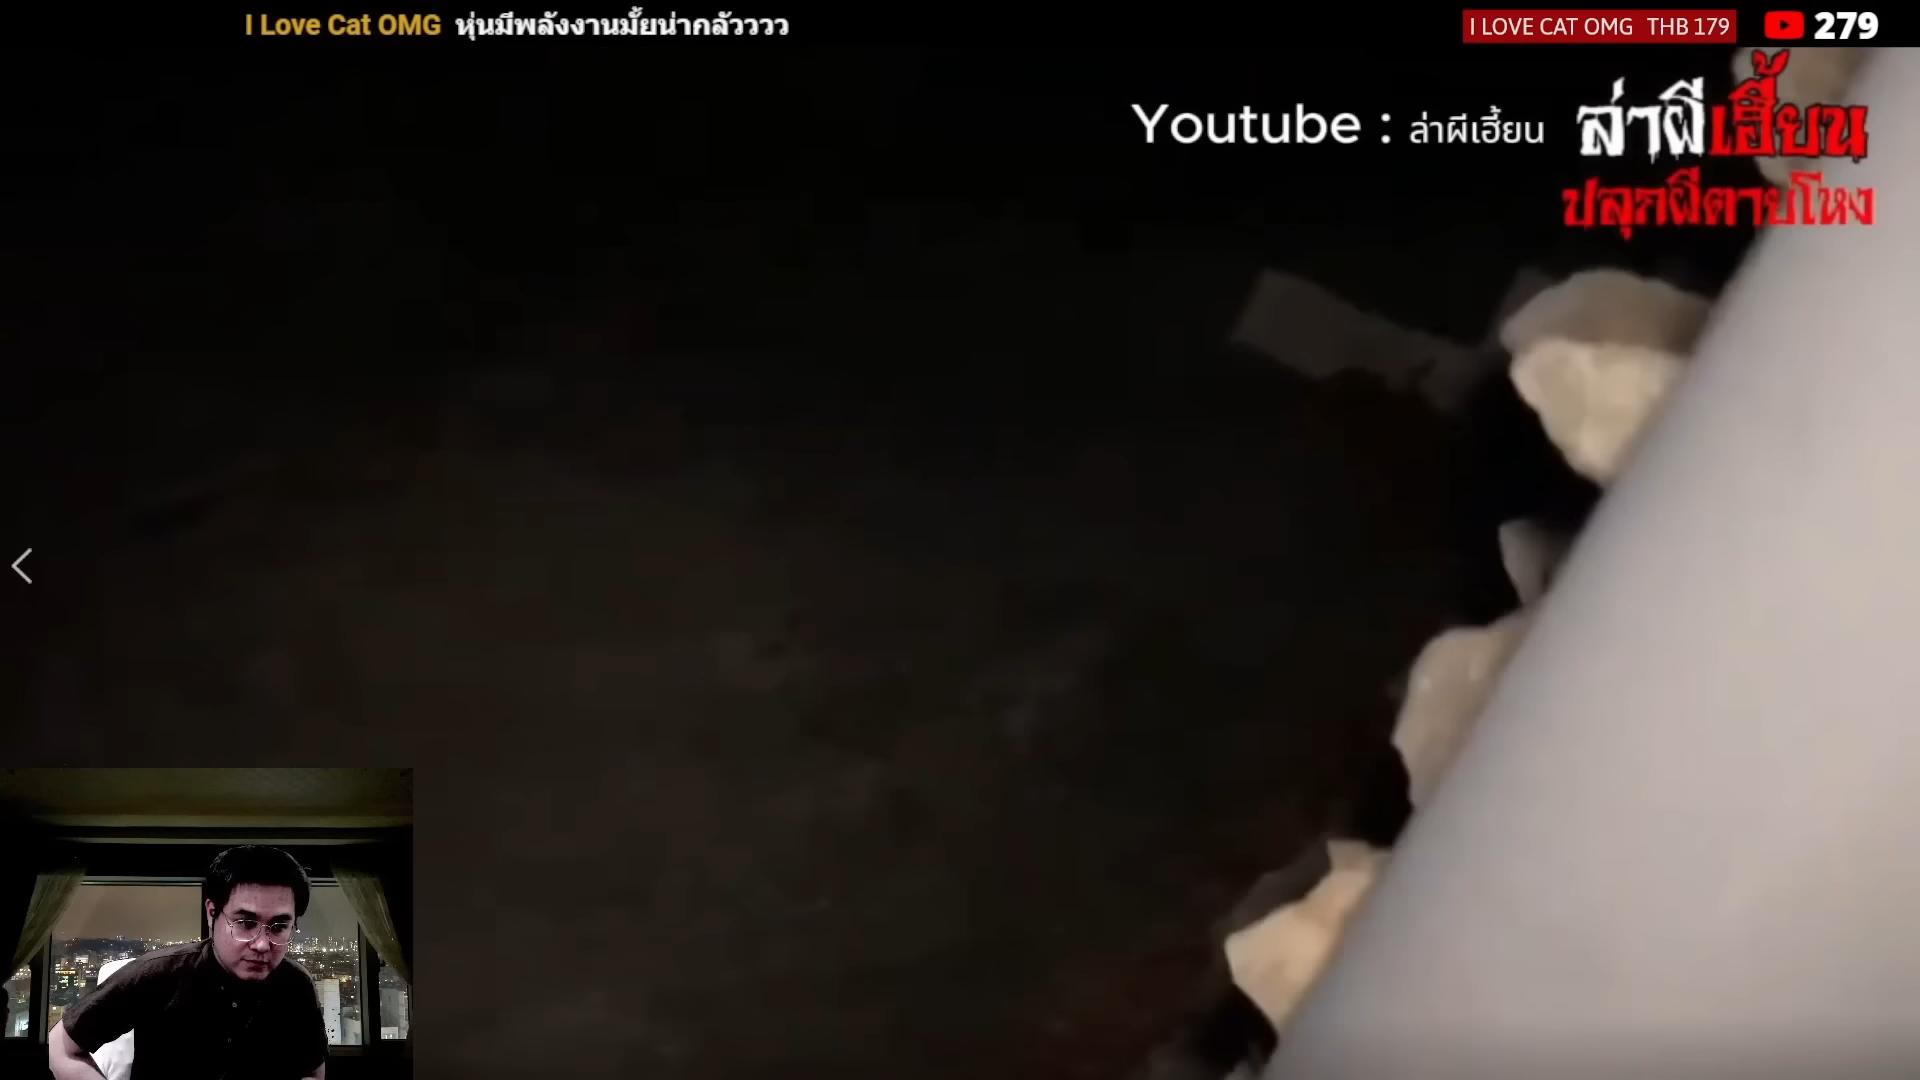 I Love Cat OMG หุ่นมีพลังงานมั้ยน่ากลัวววว
I LOVE CAT OMG THB 179
279
Youtube : ล่าผีเฮี้ยน
ล่าผีเฮี้ยน
ปลุกผีตายโหง